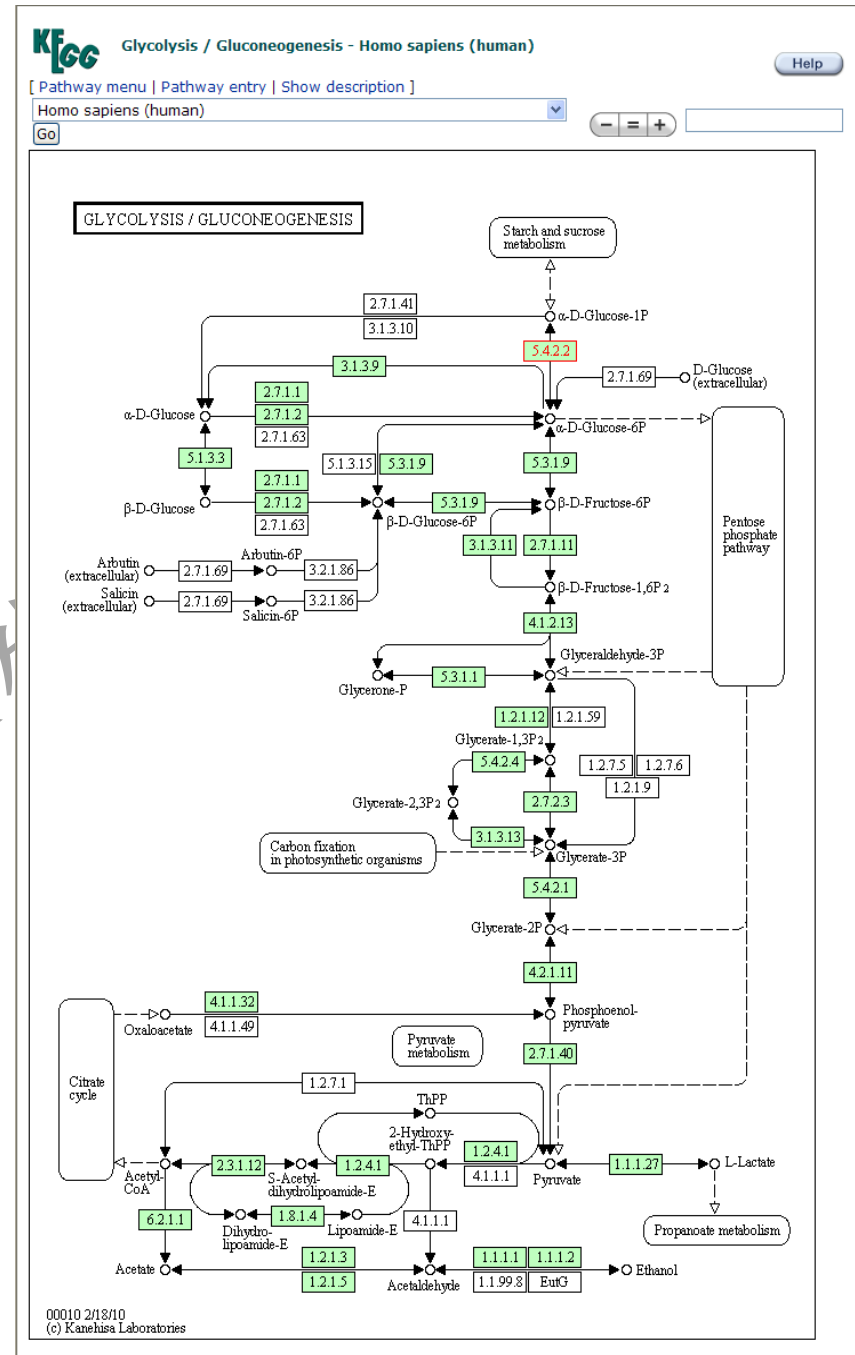 KEGG
Glycolysis / Gluconeogenesis - Homo sapiens (human)
Help
[ Pathway menu | Pathway entry | Show description ]
Homo sapiens (human)
- = +
Go
GLYCOLYSIS / GLUCONEOGENESIS
Starch and sucrose
metabolism
2.7.1.41
3.1.3.10
α-D-Glucose-1P
5.4.2.2
3.1.3.9
2.7.1.69
D-Glucose
(extracellular)
2.7.1.1
α-D-Glucose
2.7.1.2
2.7.1.63
α-D-Glucose-6P
5.1.3.3
5.1.3.15
5.3.1.9
5.3.1.9
2.7.1.1
β-D-Glucose
2.7.1.2
2.7.1.63
5.3.1.9
β-D-Glucose-6P
β-D-Fructose-6P
Pentose
phosphate
pathway
3.1.3.11
2.7.1.11
Arbutin
(extracellular)
2.7.1.69
Arbutin-6P
3.2.1.86
Salicin
(extracellular)
2.7.1.69
Salicin-6P
3.2.1.86
β-D-Fructose-1,6P2
4.1.2.13
Glyceraldehyde-3P
5.3.1.1
Glycerone-P
1.2.1.12
1.2.1.59
Glycerate-1,3P2
5.4.2.4
1.2.7.5
1.2.7.6
1.2.1.9
Glycerate-2,3P2
2.7.2.3
3.1.3.13
Carbon fixation
in photosynthetic organisms
Glycerate-3P
5.4.2.1
Glycerate-2P
4.2.1.11
4.1.1.32
Oxaloacetate
4.1.1.49
Phosphoenol-
pyruvate
Pyruvate
metabolism
2.7.1.40
Citrate
cycle
1.2.7.1
ThPP
2-Hydroxy-
ethyl-ThPP
1.2.4.1
4.1.1.1
Pyruvate
1.1.1.27
L-Lactate
Acetyl-
CoA
2.3.1.12
S-Acetyl-
dihydrolipoamide-E
1.2.4.1
6.2.1.1
Dihydro-
lipoamide-E
1.8.1.4
Lipoamide-E
4.1.1.1
Propanoate metabolism
Acetate
1.2.1.3
1.2.1.5
Acetaldehyde
1.1.1.1
1.1.1.2
1.1.99.8
EutG
Ethanol
00010 2/18/10
(c) Kanehisa Laboratories